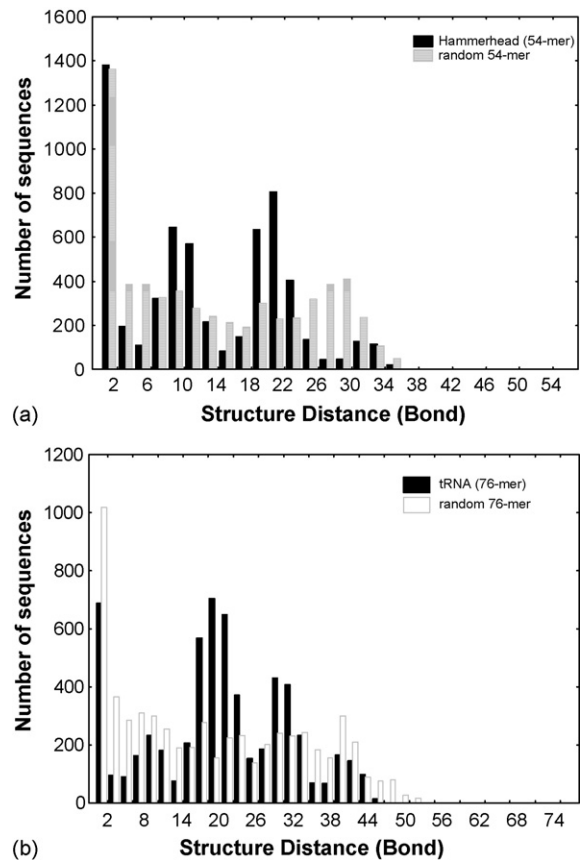 1600
1400
1200
1000
800
600
400
200
0
Number of sequences
Hammerhead (54-mer)
random 54-mer
2 6 10 14 18 22 26 30 34 38 42 46 50 54
Structure Distance (Bond)
(a)
1200
1000
800
600
400
200
0
Number of sequences
tRNA (76-mer)
random 76-mer
2 8 14 20 26 32 38 44 50 56 62 68 74
Structure Distance (Bond)
(b)